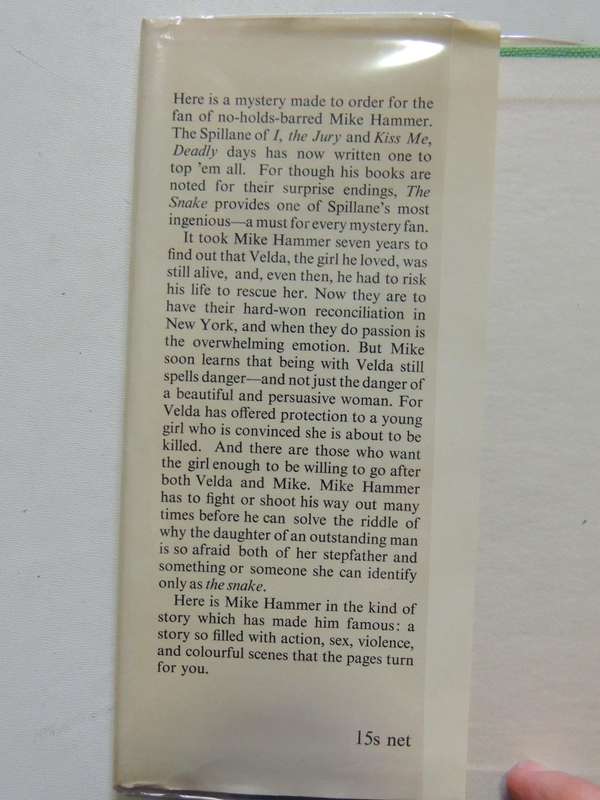 Here is a mystery made to order for the
fan of no-holds-barred Mike Hammer.
The Spillane of I, the Jury and Kiss Me,
Deadly days has now written one to
top 'em all. For though his books are
noted for their surprise endings, The
Snake provides one of Spillane's most
ingenious—a must for every mystery fan.
It took Mike Hammer seven years to
find out that Velda, the girl he loved, was
still alive, and, even then, he had to risk
his life to rescue her. Now they are to
have their hard-won reconciliation in
New York, and when they do passion is
the overwhelming emotion. But Mike
soon learns that being with Velda still
spells danger—and not just the danger of
a beautiful and persuasive woman. For
Velda has offered protection to a young
girl who is convinced she is about to be
killed. And there are those who want
the girl enough to be willing to go after
both Velda and Mike. Mike Hammer
has to fight or shoot his way out many
times before he can solve the riddle of
why the daughter of an outstanding man
is so afraid both of her stepfather and
something or someone she can identify
only as the snake.
Here is Mike Hammer in the kind of
story which has made him famous: a
story so filled with action, sex, violence,
and colourful scenes that the pages turn
for you.
15s net